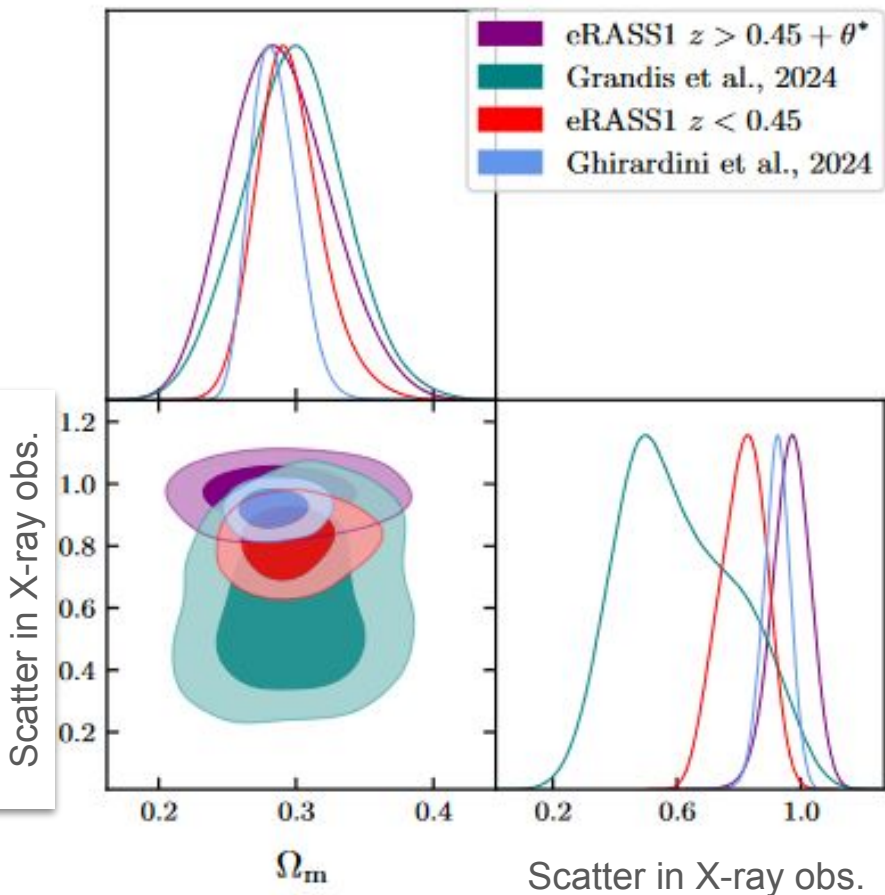 eRASS1 z > 0.45 + θ*
Grandis et al., 2024
eRASS1 z < 0.45
Ghirardini et al., 2024
Scatter in X-ray obs.
1.2
1.0
0.8
0.6
0.4
0.2
0.2 0.3 0.4
0.2 0.6 1.0
Ωm
Scatter in X-ray obs.